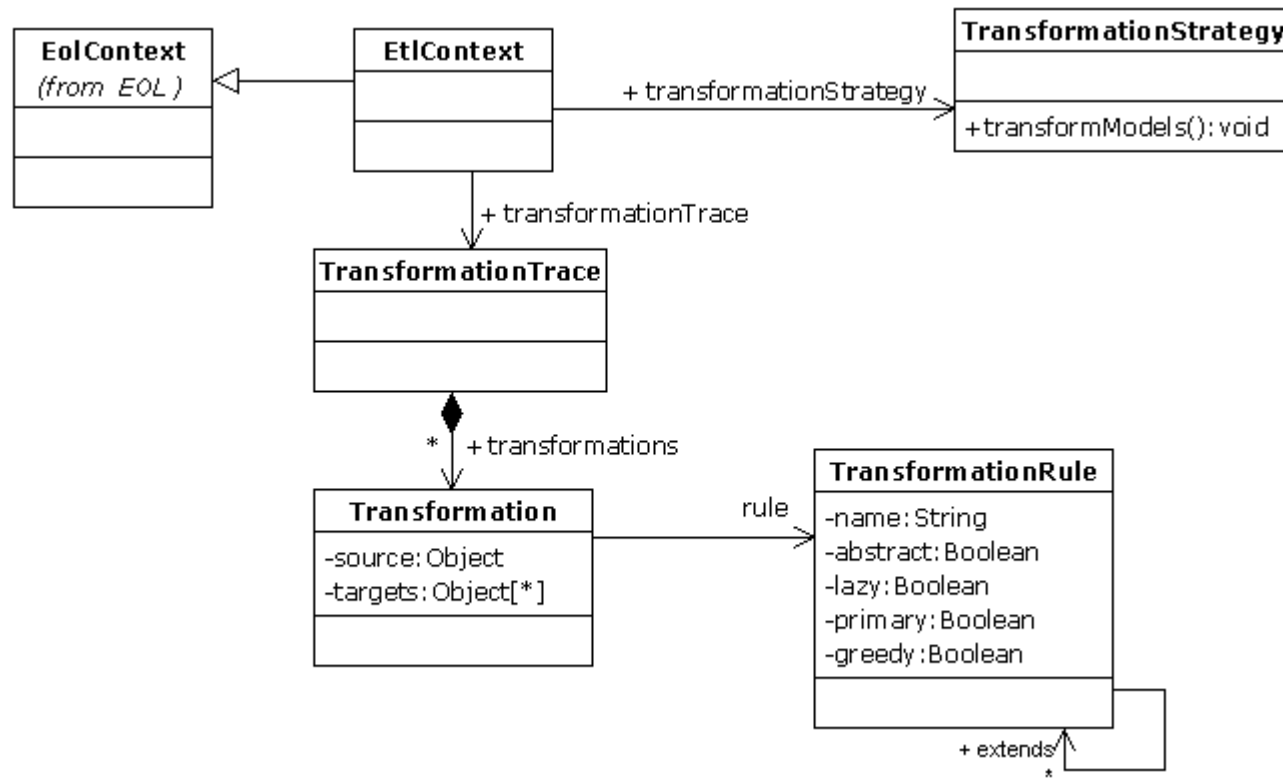 EolContext
(from EOL)
EtlContext
TransformationStrategy
+transformModels():void
+ transformationStrategy
+ transformationTrace
TransformationTrace
* + transformations
Transformation
-source:Object
-targets:Object[*]
rule
TransformationRule
-name:String
-abstract:Boolean
-lazy:Boolean
-primary:Boolean
-greedy:Boolean
+ extends
*